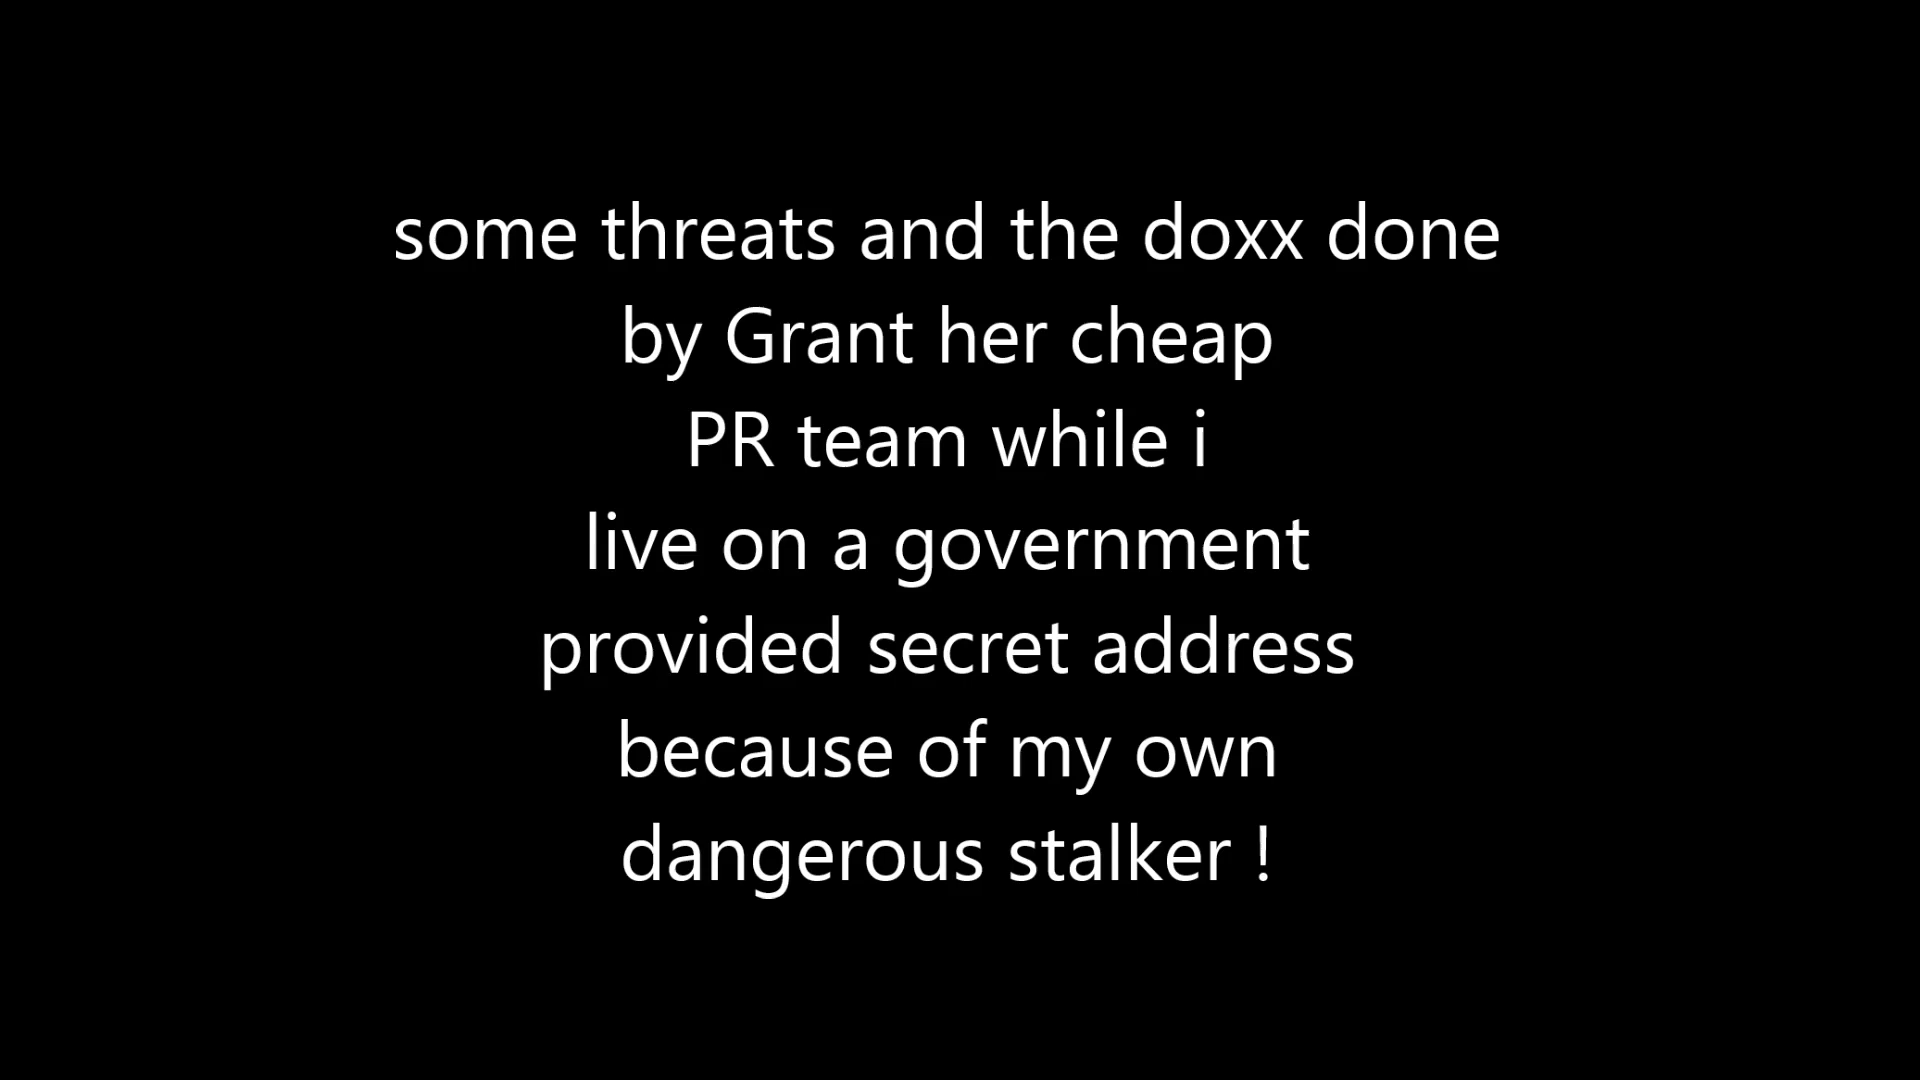 some threats and the doxx done
by Grant her cheap
PR team while i
live on a government
provided secret address
because of my own
dangerous stalker !